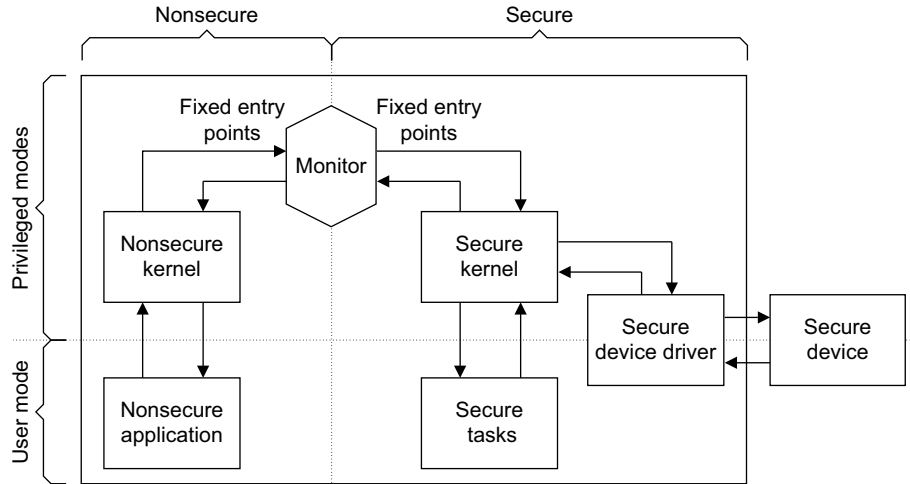 Nonsecure
Secure
Privileged modes
User mode
Fixed entry
points
Fixed entry
points
Monitor
Nonsecure
kernel
Secure
kernel
Secure
device driver
Secure
device
Nonsecure
application
Secure
tasks